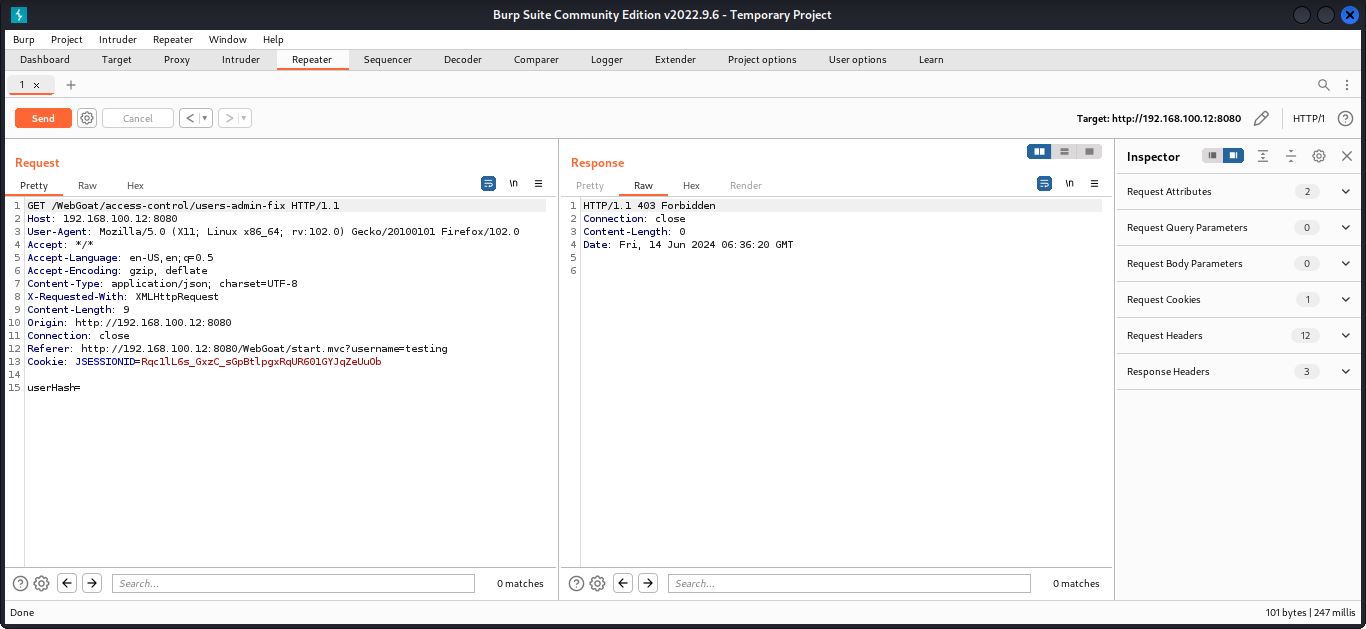 Burp Suite Community Edition v2022.9.6 - Temporary Project
Burp Project Intruder Repeater Window Help
Dashboard Target Proxy Intruder Repeater Sequencer Decoder Comparer Logger Extender Project options User options Learn
1 × +
Send Cancel < > Target: http://192.168.100.12:8080 HTTP/1 ?
Request
Pretty Raw Hex \n
1 GET /WebGoat/access-control/users-admin-fix HTTP/1.1
2 Host: 192.168.100.12:8080
3 User-Agent: Mozilla/5.0 (X11; Linux x86_64; rv:102.0) Gecko/20100101 Firefox/102.0
4 Accept: */*
5 Accept-Language: en-US,en;q=0.5
6 Accept-Encoding: gzip, deflate
7 Content-Type: application/json; charset=UTF-8
8 X-Requested-With: XMLHttpRequest
9 Content-Length: 9
10 Origin: http://192.168.100.12:8080
11 Connection: close
12 Referer: http://192.168.100.12:8080/WebGoat/start.mvc?username=testing
13 Cookie: JSESSIONID=Rqc1lL6s_GxzC_sGpBtlpgxRqUR601GYJqZeUuOb
14
15 userHash=
? Search... 0 matches
Response
Pretty Raw Hex Render \n
1 HTTP/1.1 403 Forbidden
2 Connection: close
3 Content-Length: 0
4 Date: Fri, 14 Jun 2024 06:36:20 GMT
5
6
? Search... 0 matches
Inspector
Request Attributes 2
Request Query Parameters 0
Request Body Parameters 0
Request Cookies 1
Request Headers 12
Response Headers 3
Done 101 bytes | 247 millis